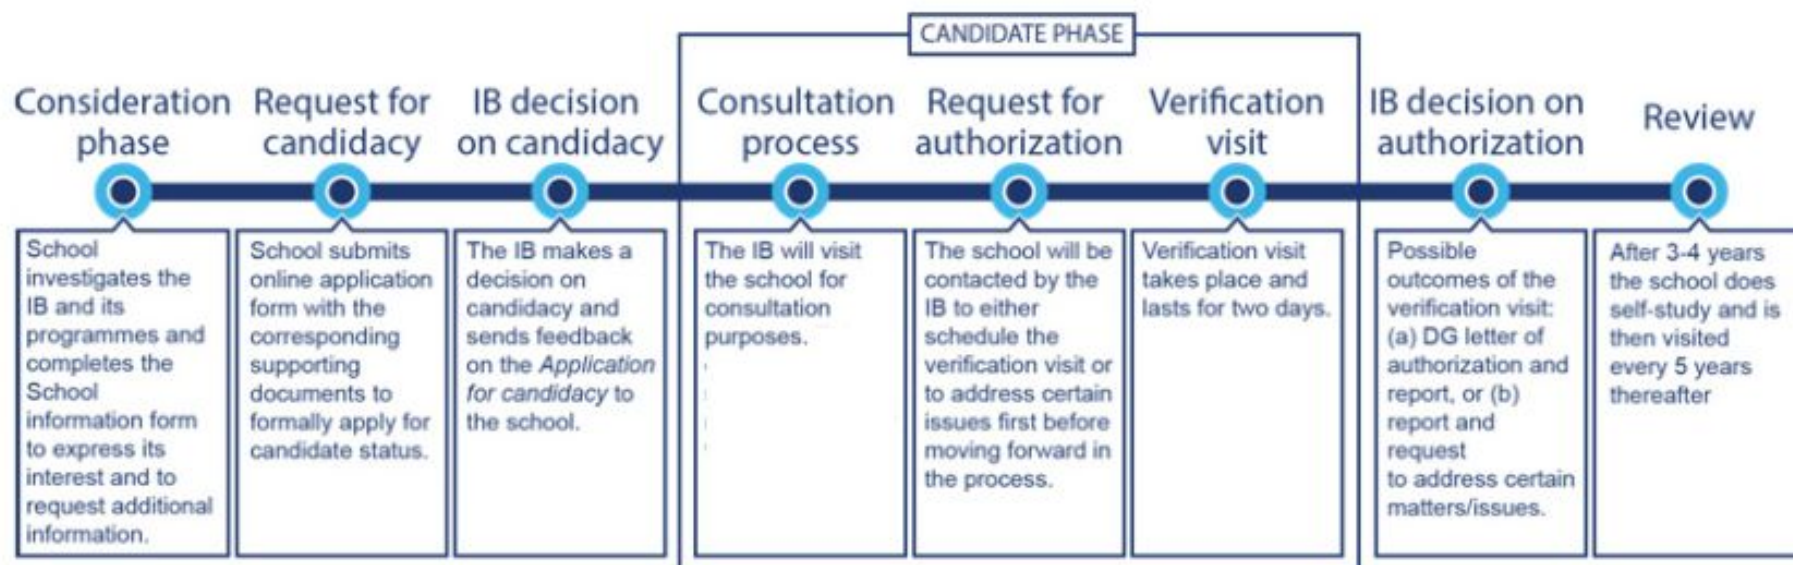 CANDIDATE PHASE
Consideration
phase
Request for
candidacy
IB decision
on candidacy
Consultation
process
Request for
authorization
Verification
visit
IB decision on
authorization
Review
School
investigates the
IB and its
programmes and
completes the
School
information form
to express its
interest and to
request additional
information.
School submits
online application
form with the
corresponding
supporting
documents to
formally apply for
candidate status.
The IB makes a
decision on
candidacy and
sends feedback
on the Application
for candidacy to
the school.
The IB will visit
the school for
consultation
purposes.
The school will be
contacted by the
IB to either
schedule the
verification visit or
to address certain
issues first before
moving forward in
the process.
Verification visit
takes place and
lasts for two days.
Possible
outcomes of the
verification visit:
(a) DG letter of
authorization and
report, or (b)
report and
request
to address certain
matters/issues.
After 3-4 years
the school does
self-study and is
then visited
every 5 years
thereafter